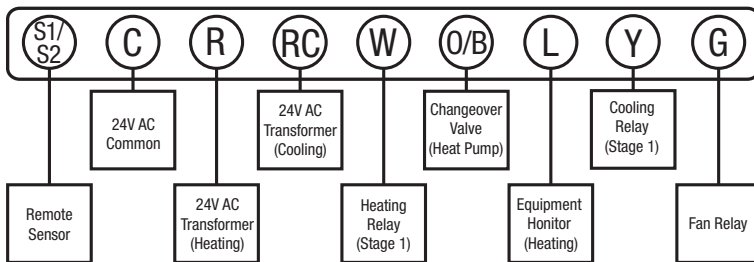 S1/
S2
C
R
RC
W
O/B
L
Y
G
24V AC
Common
24V AC
Transformer
(Cooling)
Changeover
Valve
(Heat Pump)
Cooling
Relay
(Stage 1)
Remote
Sensor
24V AC
Transformer
(Heating)
Heating
Relay
(Stage 1)
Equipment
Honitor
(Heating)
Fan Relay